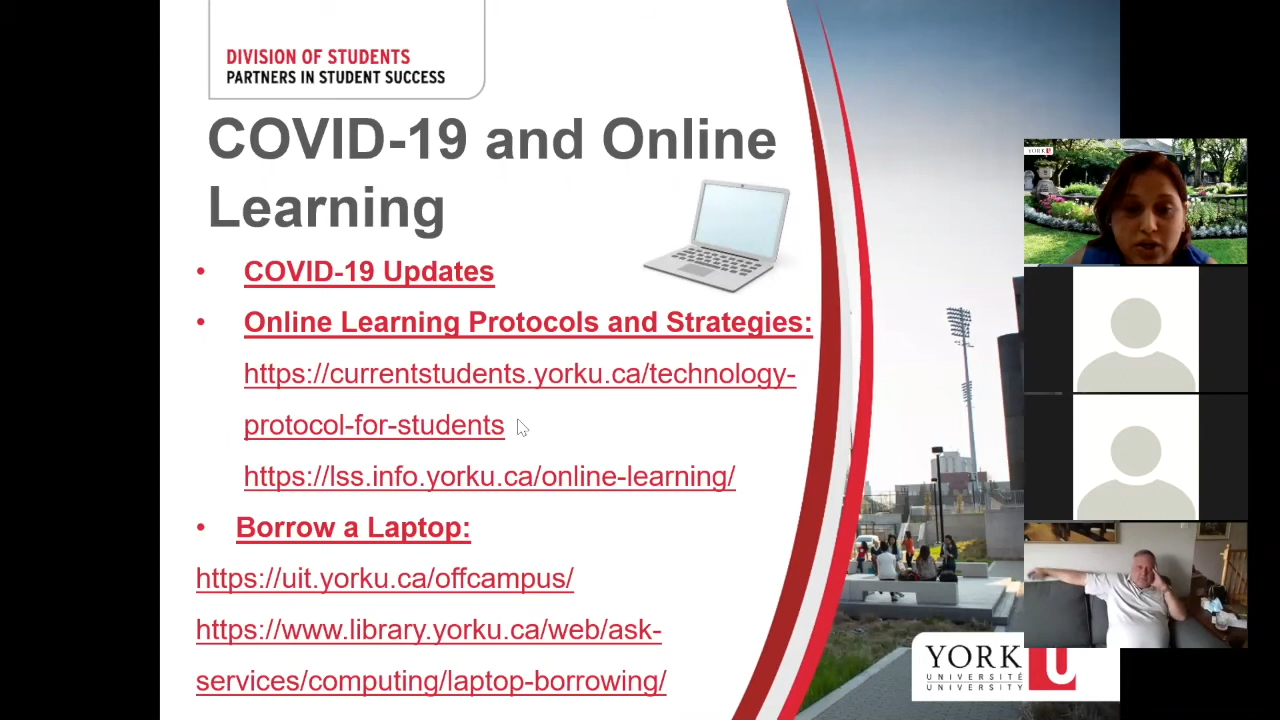 DIVISION OF STUDENTS
PARTNERS IN STUDENT SUCCESS
COVID-19 and Online
Learning
• COVID-19 Updates
• Online Learning Protocols and Strategies:
https://currentstudents.yorku.ca/technology-
protocol-for-students
https://lss.info.yorku.ca/online-learning/
• Borrow a Laptop:
https://uit.yorku.ca/offcampus/
https://www.library.yorku.ca/web/ask-
services/computing/laptop-borrowing/
YORK U
UNIVERSITÉ
UNIVERSITY
YORK U